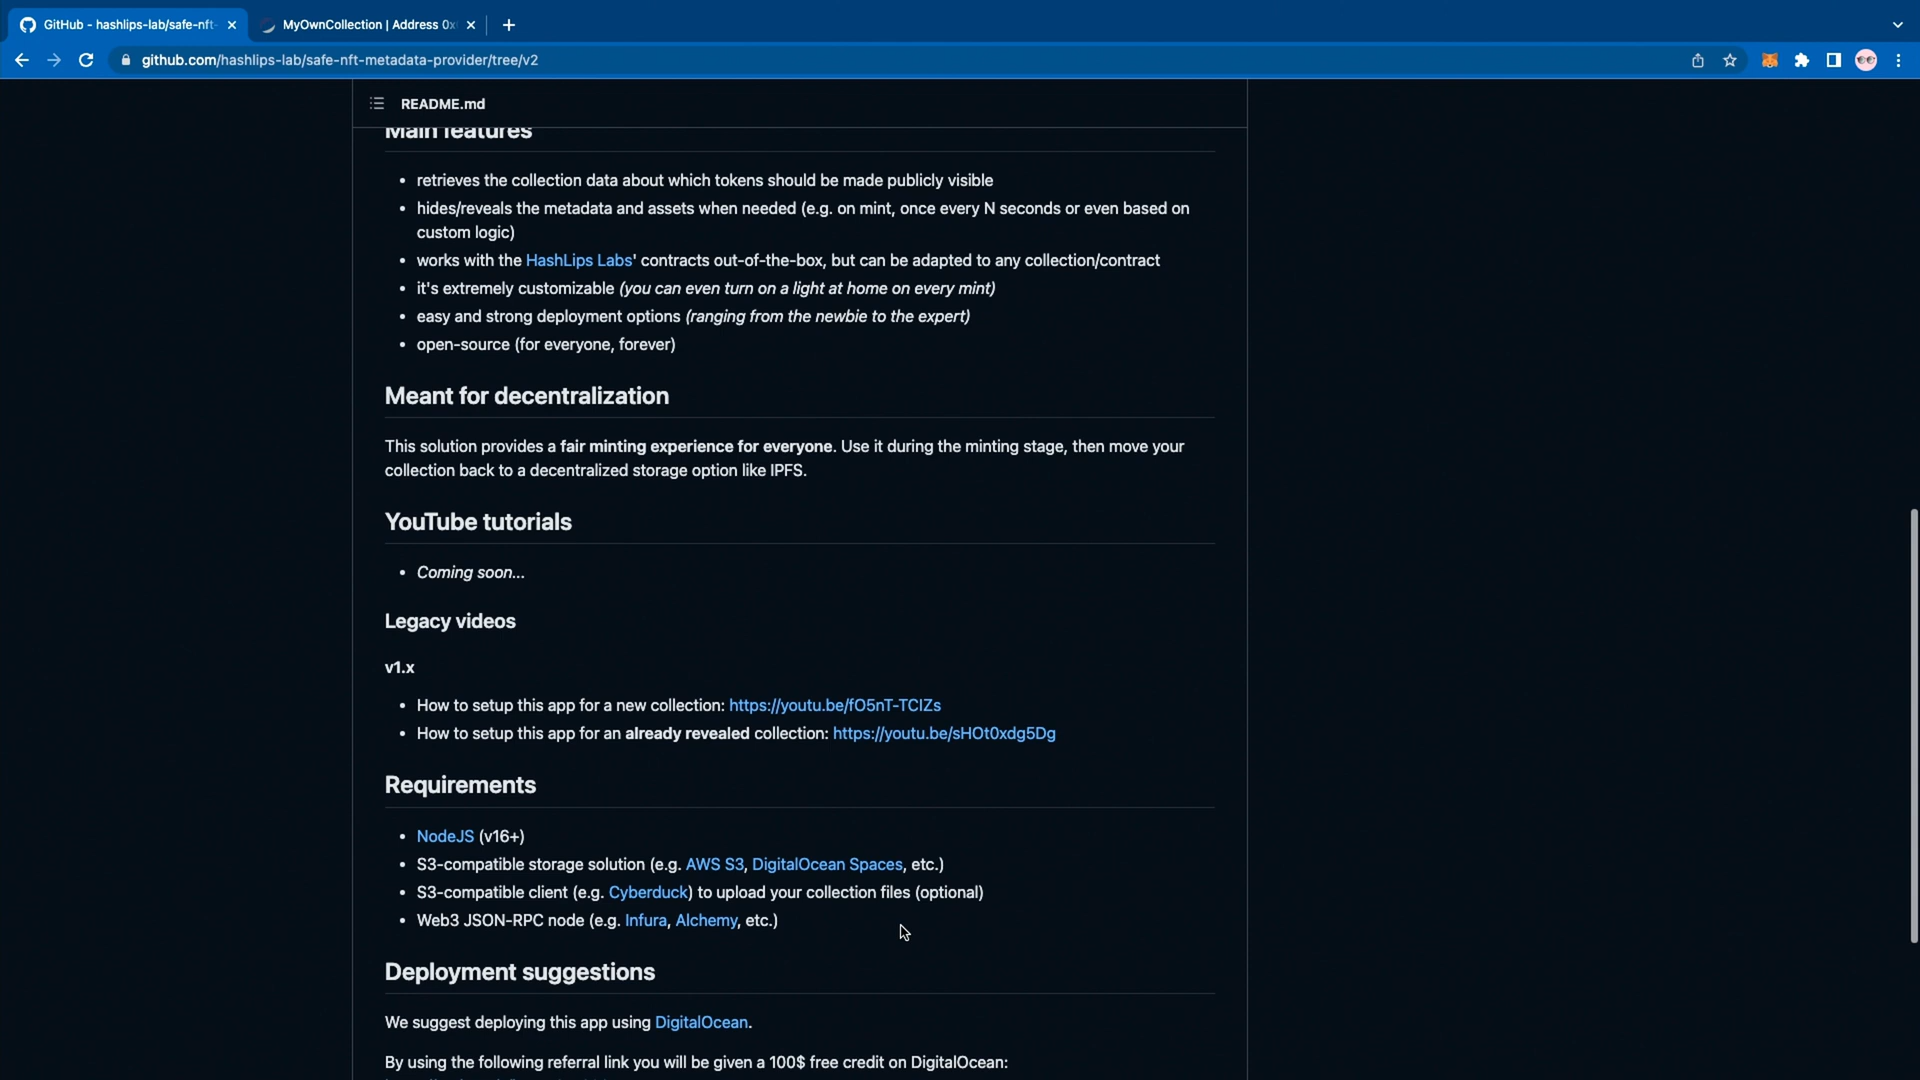 GitHub - hashlips-lab/safe-nft-
MyOwnCollection | Address 0x
github.com/hashlips-lab/safe-nft-metadata-provider/tree/v2
README.md
Main features
• retrieves the collection data about which tokens should be made publicly visible
• hides/reveals the metadata and assets when needed (e.g. on mint, once every N seconds or even based on
custom logic)
• works with the HashLips Labs' contracts out-of-the-box, but can be adapted to any collection/contract
• it's extremely customizable (you can even turn on a light at home on every mint)
• easy and strong deployment options (ranging from the newbie to the expert)
• open-source (for everyone, forever)
Meant for decentralization
This solution provides a fair minting experience for everyone. Use it during the minting stage, then move your
collection back to a decentralized storage option like IPFS.
YouTube tutorials
• Coming soon...
Legacy videos
v1.x
• How to setup this app for a new collection: https://youtu.be/fO5nT-TCIZs
• How to setup this app for an already revealed collection: https://youtu.be/sHOt0xdg5Dg
Requirements
• NodeJS (v16+)
• S3-compatible storage solution (e.g. AWS S3, DigitalOcean Spaces, etc.)
• S3-compatible client (e.g. Cyberduck) to upload your collection files (optional)
• Web3 JSON-RPC node (e.g. Infura, Alchemy, etc.)
Deployment suggestions
We suggest deploying this app using DigitalOcean.
By using the following referral link you will be given a 100$ free credit on DigitalOcean: